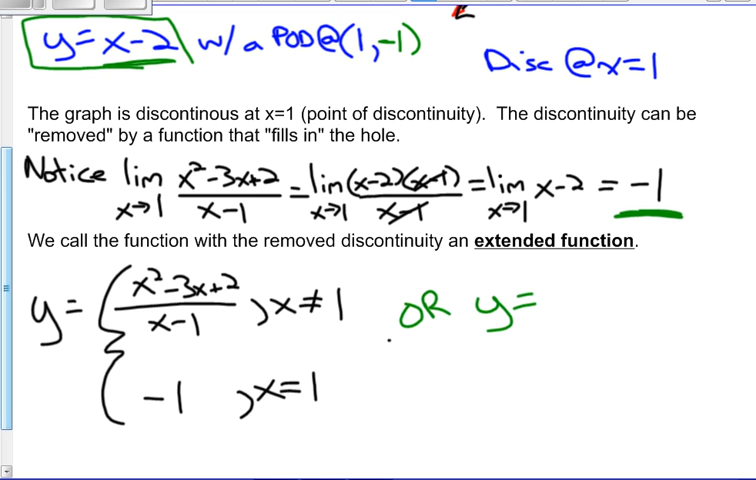 y=x-2 w/ a POD@(1,-1)
Disc @x=1
The graph is discontinous at x=1 (point of discontinuity). The discontinuity can be
"removed" by a function that "fills in" the hole.
Notice lim x→1 x²-3x+2/x-1 = lim x→1 (x-2)(x-1)/x-1 = lim x→1 x-2 = -1
We call the function with the removed discontinuity an extended function.
y= { x²-3x+2/x-1 , x≠1 OR y=
-1 , x=1